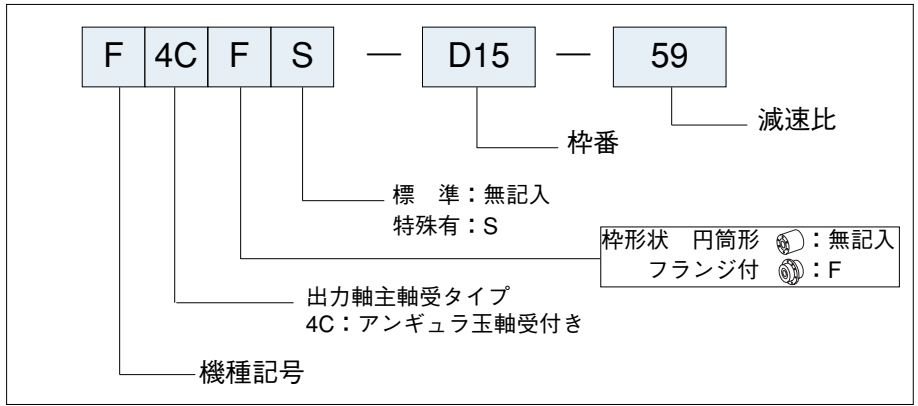 F 4C F S — D15 — 59
減速比
枠番
標　準：無記入
特殊有：S
枠形状　円筒形 ：無記入
フランジ付 ：F
出力軸主軸受タイプ
4C：アンギュラ玉軸受付き
機種記号